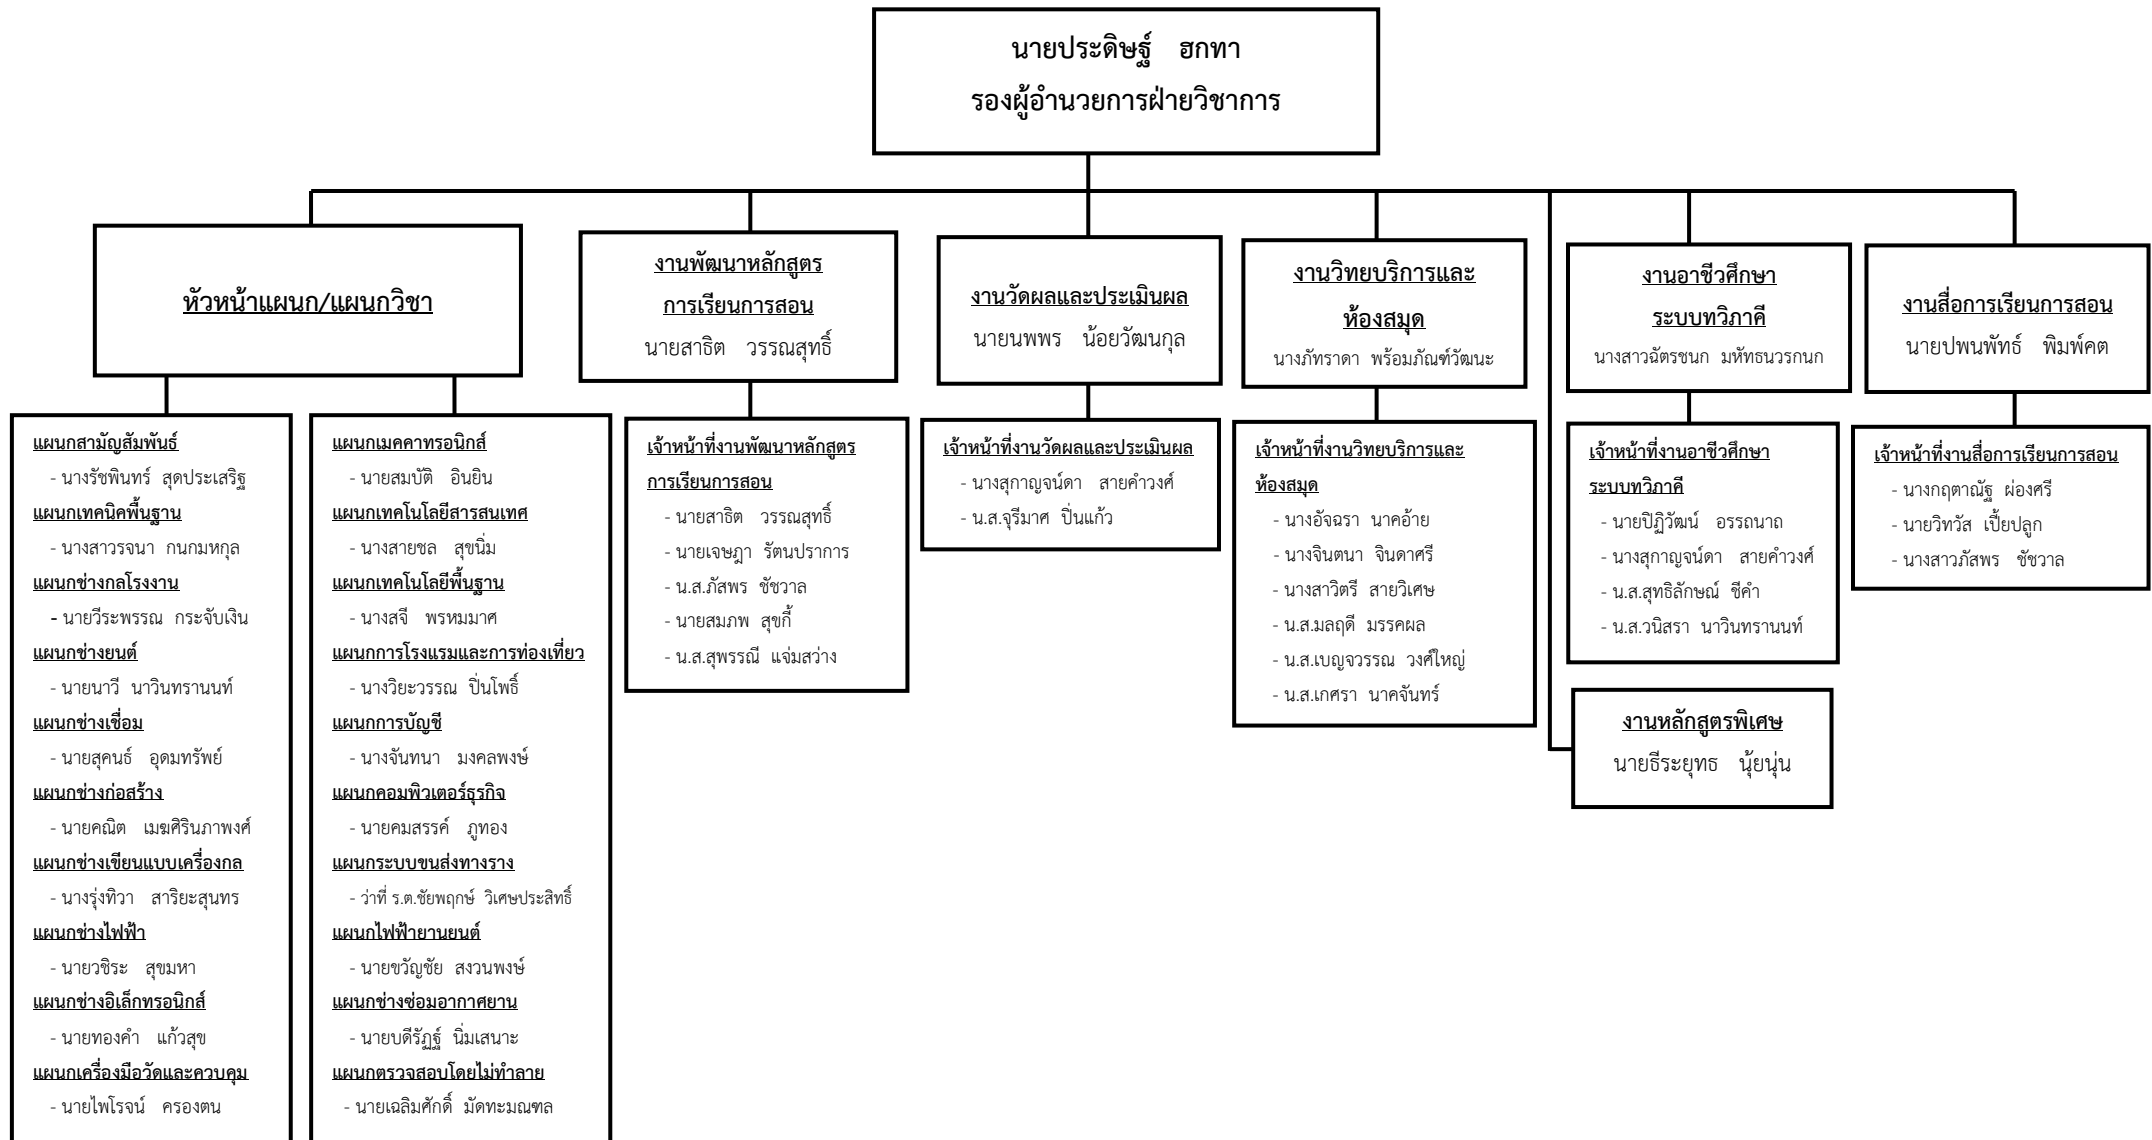 นายประดิษฐ์ ฮกทา
รองผู้อำนวยการฝ่ายวิชาการ
หัวหน้าแผนก/แผนกวิชา
งานพัฒนาหลักสูตร
การเรียนการสอน
นายสาธิต วรรณสุทธิ์
งานวัดผลและประเมินผล
นายนพพร น้อยวัฒนกุล
งานวิทยบริการและ
ห้องสมุด
นางภัทราดา พร้อมภัณฑ์วัฒนะ
งานอาชีวศึกษา
ระบบทวิภาคี
นางสาวฉัตรชนก มหัทธนวรกนก
งานสื่อการเรียนการสอน
นายปพนพัทธ์ พิมพ์คต
แผนกสามัญสัมพันธ์
- นางรัชพินทร์ สุดประเสริฐ
แผนกเทคนิคพื้นฐาน
- นางสาวรจนา กนกมหกุล
แผนกช่างกลโรงงาน
- นายวีระพรรณ กระจับเงิน
แผนกช่างยนต์
- นายนาวี นาวินทรานนท์
แผนกช่างเชื่อม
- นายสุคนธ์ อุดมทรัพย์
แผนกช่างก่อสร้าง
- นายคณิต เมฆศิรินภาพงศ์
แผนกช่างเขียนแบบเครื่องกล
- นางรุ่งทิวา สาริยะสุนทร
แผนกช่างไฟฟ้า
- นายวชิระ สุขมหา
แผนกช่างอิเล็กทรอนิกส์
- นายทองคำ แก้วสุข
แผนกเครื่องมือวัดและควบคุม
- นายไพโรจน์ ครองตน
แผนกเมคคาทรอนิกส์
- นายสมบัติ อินยิน
แผนกเทคโนโลยีสารสนเทศ
- นางสายชล สุขนิ่ม
แผนกเทคโนโลยีพื้นฐาน
- นางสจี พรหมมาศ
แผนกการโรงแรมและการท่องเที่ยว
- นางวิยะวรรณ ปิ่นโพธิ์
แผนกการบัญชี
- นางจันทนา มงคลพงษ์
แผนกคอมพิวเตอร์ธุรกิจ
- นายคมสรรค์ ภูทอง
แผนกระบบขนส่งทางราง
- ว่าที่ ร.ต.ชัยพฤกษ์ วิเศษประสิทธิ์
แผนกไฟฟ้ายานยนต์
- นายขวัญชัย สงวนพงษ์
แผนกช่างซ่อมอากาศยาน
- นายบดีรัฏฐ์ นิ่มเสนาะ
แผนกตรวจสอบโดยไม่ทำลาย
- นายเฉลิมศักดิ์ มัดทะมณฑล
เจ้าหน้าที่งานพัฒนาหลักสูตร
การเรียนการสอน
- นายสาธิต วรรณสุทธิ์
- นายเจษฎา รัตนปราการ
- น.ส.ภัสพร ชัชวาล
- นายสมภพ สุขกี้
- น.ส.สุพรรณี แจ่มสว่าง
เจ้าหน้าที่งานวัดผลและประเมินผล
- นางสุกาญจน์ดา สายคำวงศ์
- น.ส.จุรีมาศ ปิ่นแก้ว
เจ้าหน้าที่งานวิทยบริการและ
ห้องสมุด
- นางอัจฉรา นาคอ้าย
- นางจินตนา จินดาศรี
- นางสาวิตรี สายวิเศษ
- น.ส.มลฤดี มรรคผล
- น.ส.เบญจวรรณ วงศ์ใหญ่
- น.ส.เกศรา นาคจันทร์
เจ้าหน้าที่งานอาชีวศึกษา
ระบบทวิภาคี
- นายปิฏิวัฒน์ อรรถนาถ
- นางสุกาญจน์ดา สายคำวงศ์
- น.ส.สุทธิลักษณ์ ชีคำ
- น.ส.วนิสรา นาวินทรานนท์
งานหลักสูตรพิเศษ
นายธีระยุทธ นุ้ยนุ่น
เจ้าหน้าที่งานสื่อการเรียนการสอน
- นางกฤตาณัฐ ผ่องศรี
- นายวิทวัส เปี้ยปลูก
- นางสาวภัสพร ชัชวาล